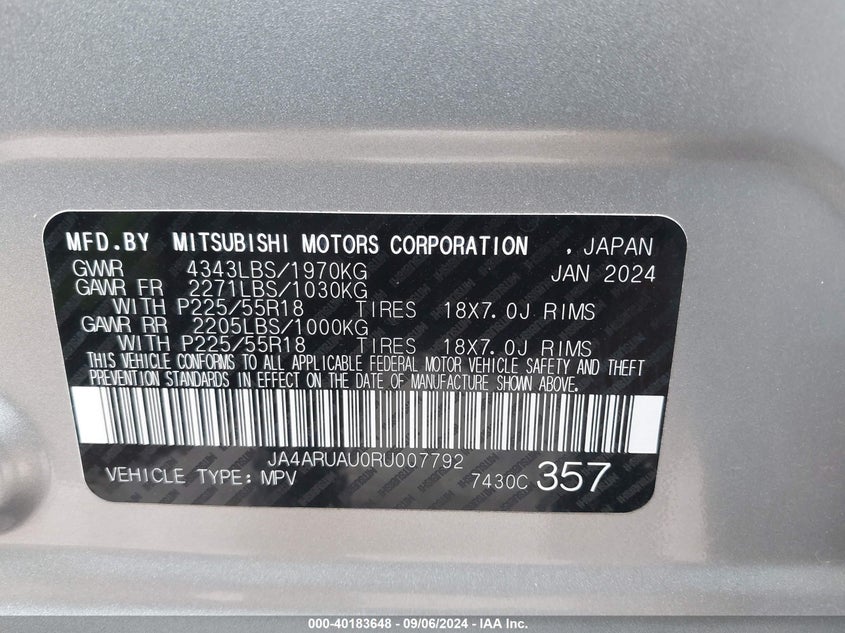 MFD.BY MITSUBISHI MOTORS CORPORATION , JAPAN
GVWR 4343LBS/1970KG JAN 2024
GAWR FR 2271LBS/1030KG
WITH P225/55R18 TIRES 18X7.0J RIMS
GAWR RR 2205LBS/1000KG
WITH P225/55R18 TIRES 18X7.0J RIMS
THIS VEHICLE CONFORMS TO ALL APPLICABLE FEDERAL MOTOR VEHICLE SAFETY AND THEFT
PREVENTION STANDARDS IN EFFECT ON THE DATE OF MANUFACTURE SHOWN ABOVE.
JA4ARUAU0RU007792
VEHICLE TYPE: MPV 7430C 357
000-40183648 - 09/06/2024 - IAA Inc.